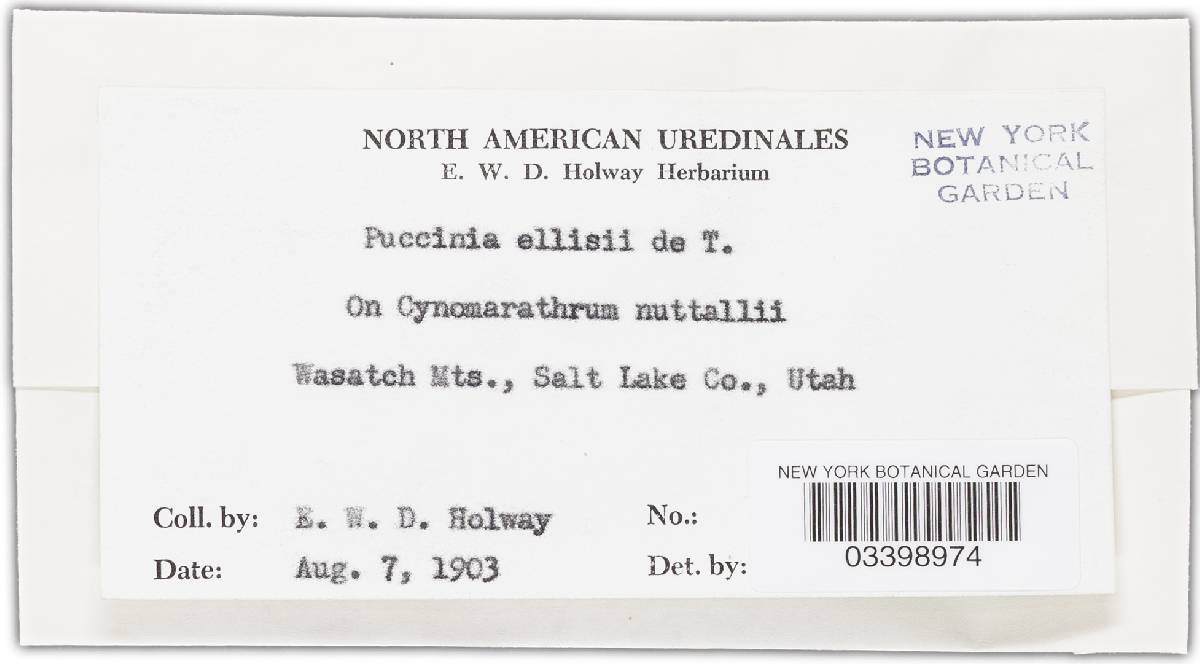 NORTH AMERICAN UREDINALES
E. W. D. Holway Herbarium
NEW YORK
BOTANICAL
GARDEN
Puccinia ellisii de T.
On Cynomarathrum nuttallii
Wasatch Mts., Salt Lake Co., Utah
Coll. by: E. W. D. Holway
No.:
Date: Aug. 7, 1903
Det. by:
NEW YORK BOTANICAL GARDEN
03398974